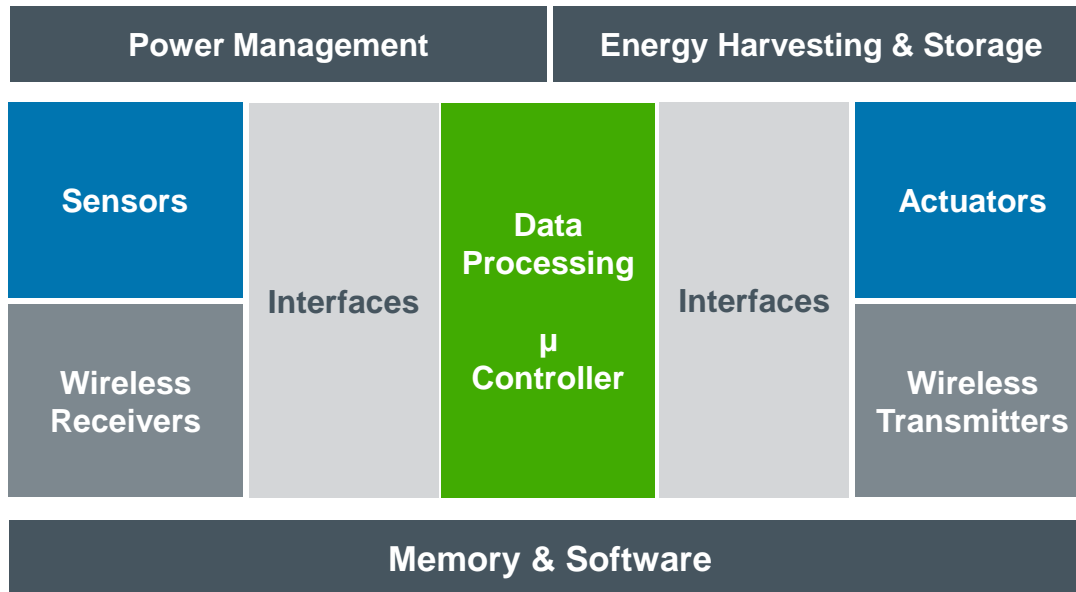 Power Management
Energy Harvesting & Storage
Sensors
Wireless
Receivers
Interfaces
Data
Processing
µ
Controller
Interfaces
Actuators
Wireless
Transmitters
Memory & Software